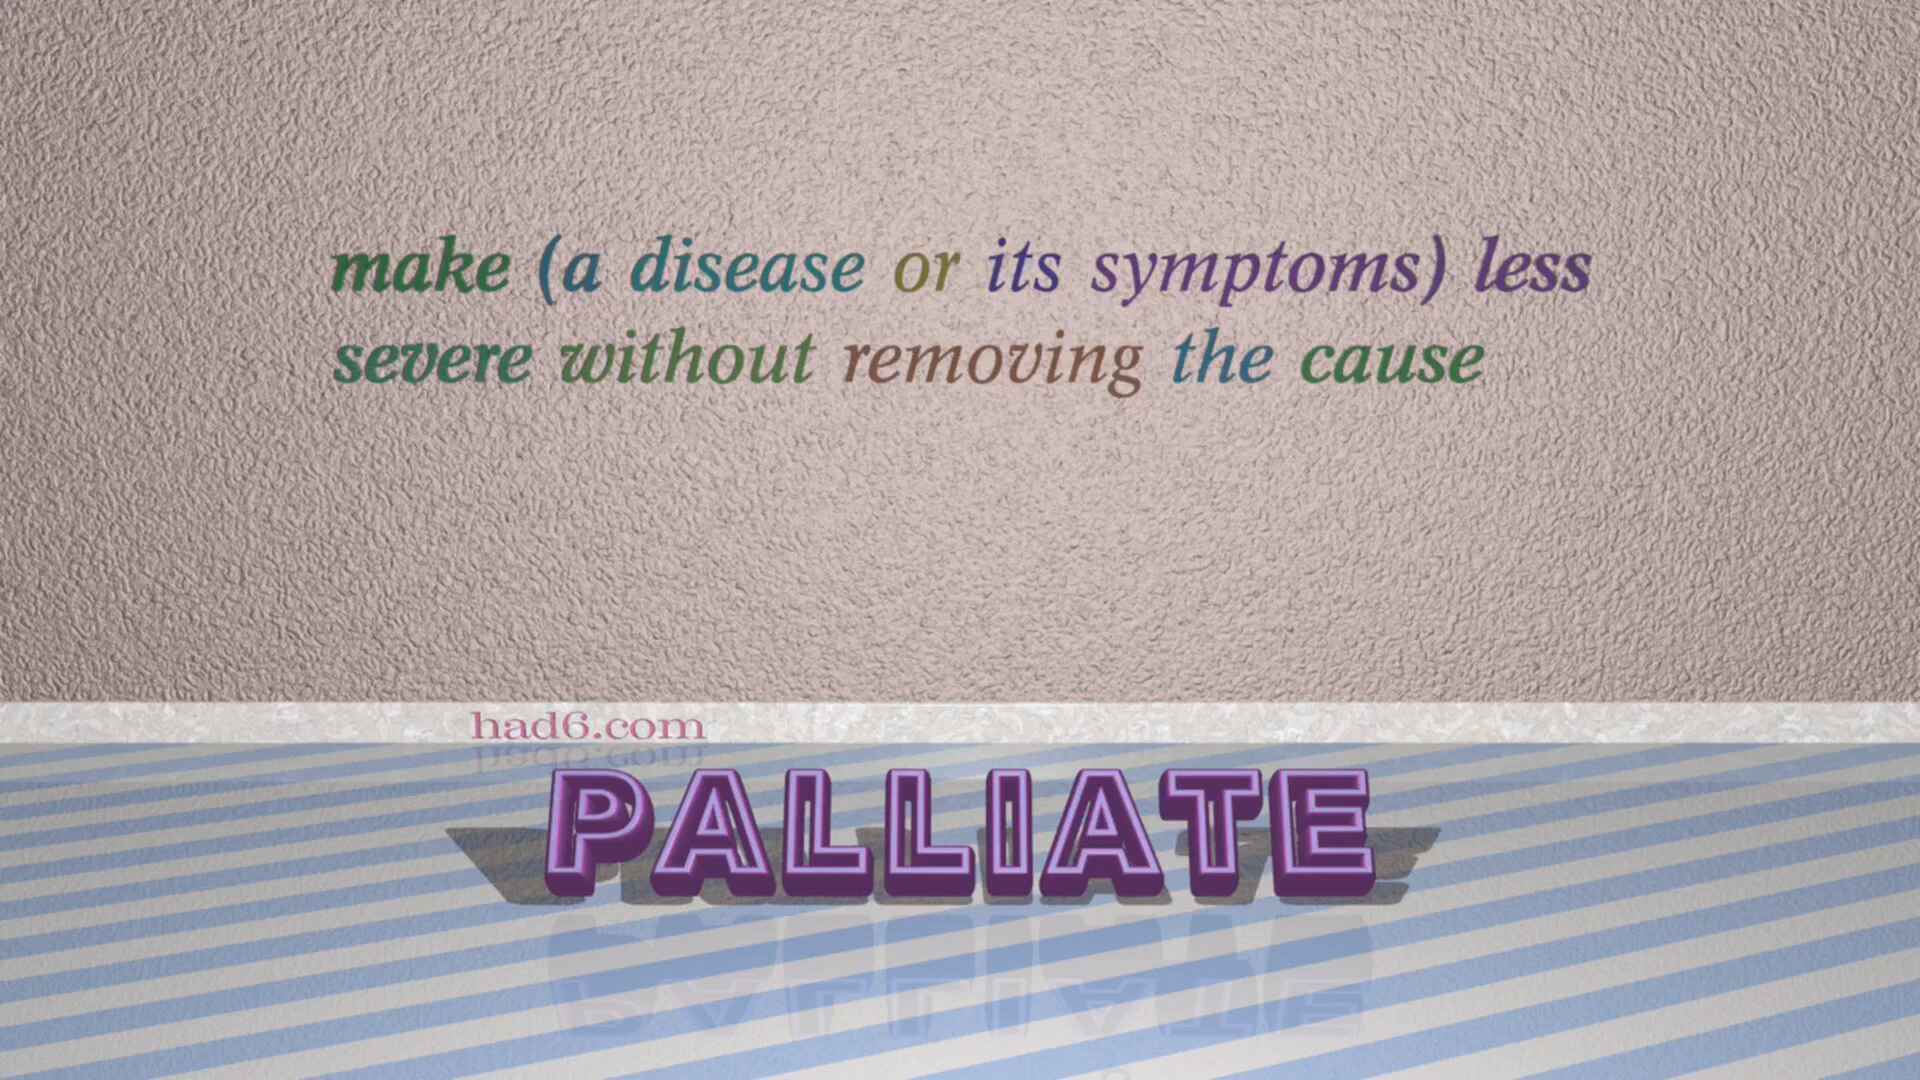 make (a disease or its symptoms) less
severe without removing the cause
had6.com
PALLIATE